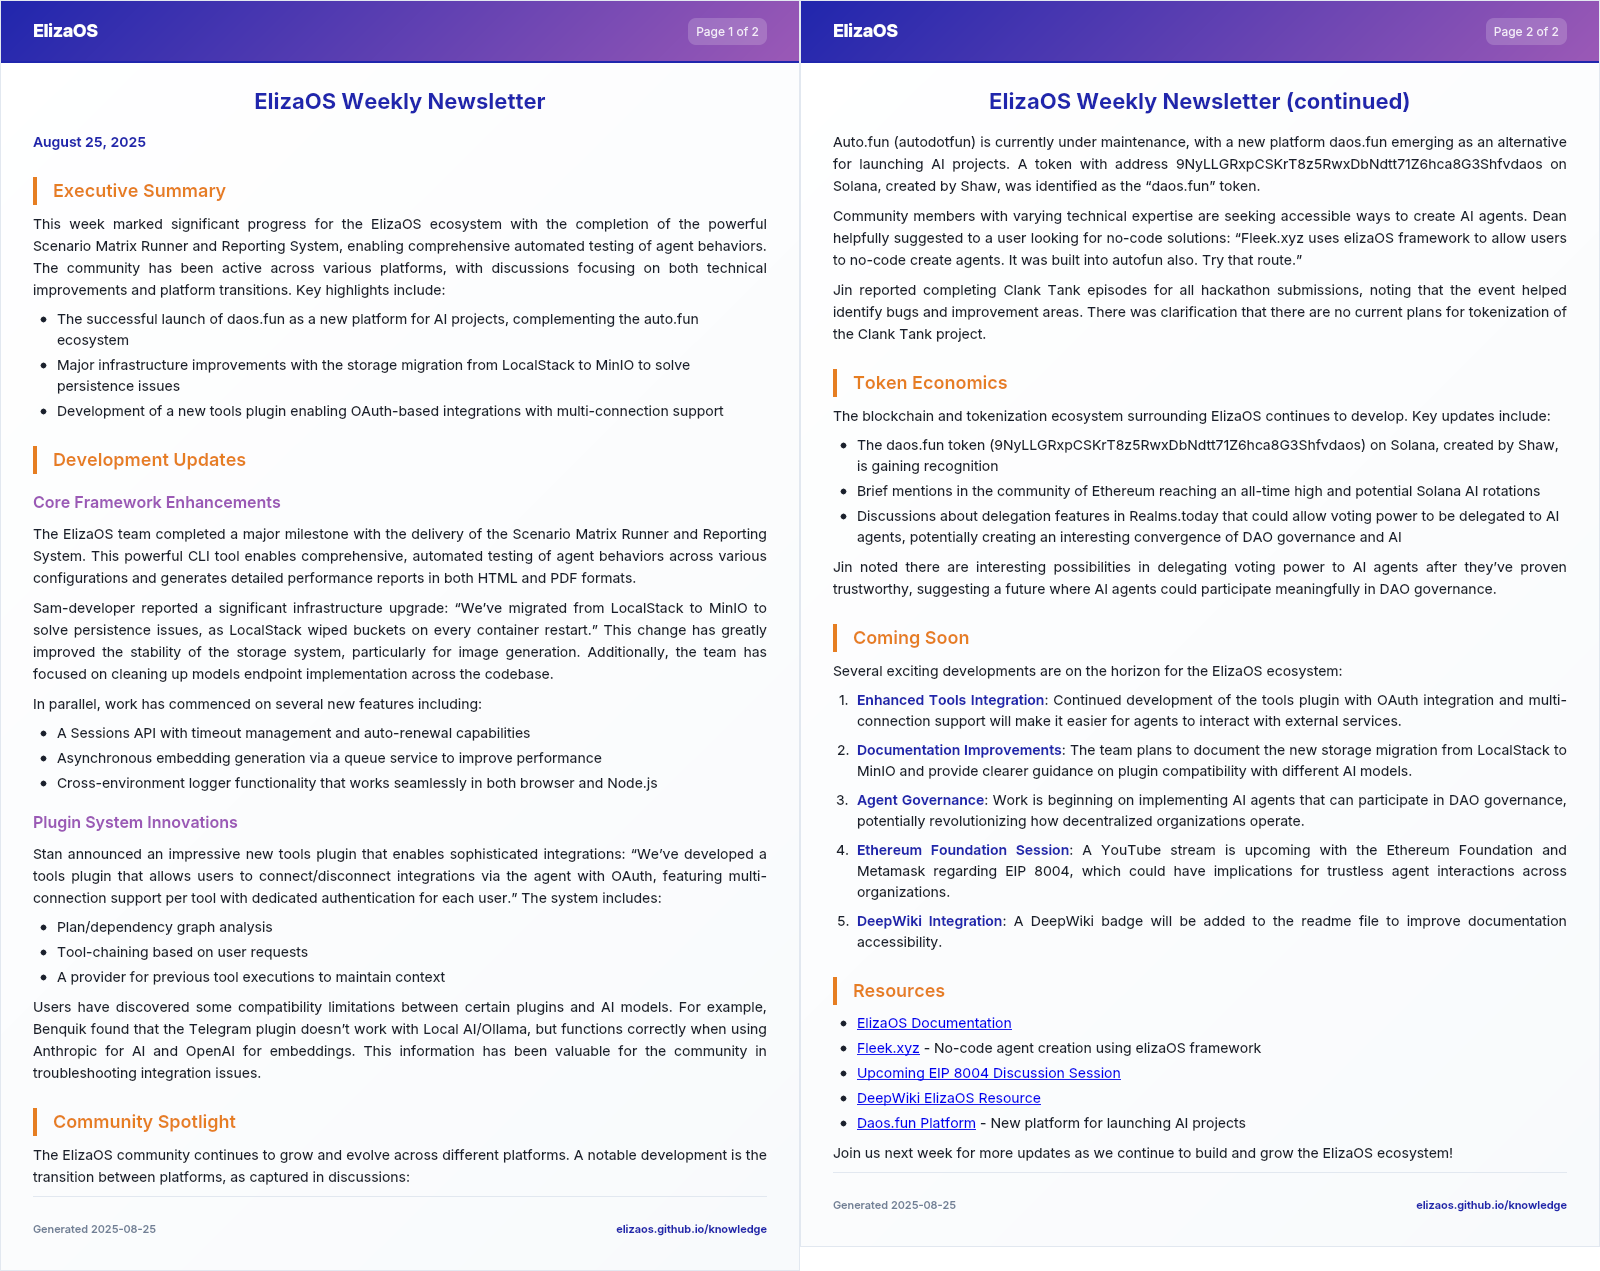 ElizaOS
Page 1 of 2
ElizaOS Weekly Newsletter
August 25, 2025
Executive Summary
This week marked significant progress for the ElizaOS ecosystem with the completion of the powerful
Scenario Matrix Runner and Reporting System, enabling comprehensive automated testing of agent behaviors.
The community has been active across various platforms, with discussions focusing on both technical
improvements and platform transitions. Key highlights include:
• The successful launch of daos.fun as a new platform for AI projects, complementing the auto.fun
ecosystem
• Major infrastructure improvements with the storage migration from LocalStack to MinIO to solve
persistence issues
• Development of a new tools plugin enabling OAuth-based integrations with multi-connection support
Development Updates
Core Framework Enhancements
The ElizaOS team completed a major milestone with the delivery of the Scenario Matrix Runner and Reporting
System. This powerful CLI tool enables comprehensive, automated testing of agent behaviors across various
configurations and generates detailed performance reports in both HTML and PDF formats.
Sam-developer reported a significant infrastructure upgrade: “We’ve migrated from LocalStack to MinIO to
solve persistence issues, as LocalStack wiped buckets on every container restart.” This change has greatly
improved the stability of the storage system, particularly for image generation. Additionally, the team has
focused on cleaning up models endpoint implementation across the codebase.
In parallel, work has commenced on several new features including:
• A Sessions API with timeout management and auto-renewal capabilities
• Asynchronous embedding generation via a queue service to improve performance
• Cross-environment logger functionality that works seamlessly in both browser and Node.js
Plugin System Innovations
Stan announced an impressive new tools plugin that enables sophisticated integrations: “We’ve developed a
tools plugin that allows users to connect/disconnect integrations via the agent with OAuth, featuring multi-
connection support per tool with dedicated authentication for each user.” The system includes:
• Plan/dependency graph analysis
• Tool-chaining based on user requests
• A provider for previous tool executions to maintain context
Users have discovered some compatibility limitations between certain plugins and AI models. For example,
Benquik found that the Telegram plugin doesn’t work with Local AI/Ollama, but functions correctly when using
Anthropic for AI and OpenAI for embeddings. This information has been valuable for the community in
troubleshooting integration issues.
Community Spotlight
The ElizaOS community continues to grow and evolve across different platforms. A notable development is the
transition between platforms, as captured in discussions:
Generated 2025-08-25
elizaos.github.io/knowledge
ElizaOS
Page 2 of 2
ElizaOS Weekly Newsletter (continued)
Auto.fun (autodotfun) is currently under maintenance, with a new platform daos.fun emerging as an alternative
for launching AI projects. A token with address 9NyLLGRxpCSKrT8z5RwxDbNdtt71Z6hca8G3Shfvdaos on
Solana, created by Shaw, was identified as the “daos.fun” token.
Community members with varying technical expertise are seeking accessible ways to create AI agents. Dean
helpfully suggested to a user looking for no-code solutions: “Fleek.xyz uses elizaOS framework to allow users
to no-code create agents. It was built into autofun also. Try that route.”
Jin reported completing Clank Tank episodes for all hackathon submissions, noting that the event helped
identify bugs and improvement areas. There was clarification that there are no current plans for tokenization of
the Clank Tank project.
Token Economics
The blockchain and tokenization ecosystem surrounding ElizaOS continues to develop. Key updates include:
• The daos.fun token (9NyLLGRxpCSKrT8z5RwxDbNdtt71Z6hca8G3Shfvdaos) on Solana, created by Shaw,
is gaining recognition
• Brief mentions in the community of Ethereum reaching an all-time high and potential Solana AI rotations
• Discussions about delegation features in Realms.today that could allow voting power to be delegated to AI
agents, potentially creating an interesting convergence of DAO governance and AI
Jin noted there are interesting possibilities in delegating voting power to AI agents after they’ve proven
trustworthy, suggesting a future where AI agents could participate meaningfully in DAO governance.
Coming Soon
Several exciting developments are on the horizon for the ElizaOS ecosystem:
1. Enhanced Tools Integration: Continued development of the tools plugin with OAuth integration and multi-
connection support will make it easier for agents to interact with external services.
2. Documentation Improvements: The team plans to document the new storage migration from LocalStack to
MinIO and provide clearer guidance on plugin compatibility with different AI models.
3. Agent Governance: Work is beginning on implementing AI agents that can participate in DAO governance,
potentially revolutionizing how decentralized organizations operate.
4. Ethereum Foundation Session: A YouTube stream is upcoming with the Ethereum Foundation and
Metamask regarding EIP 8004, which could have implications for trustless agent interactions across
organizations.
5. DeepWiki Integration: A DeepWiki badge will be added to the readme file to improve documentation
accessibility.
Resources
• ElizaOS Documentation
• Fleek.xyz - No-code agent creation using elizaOS framework
• Upcoming EIP 8004 Discussion Session
• DeepWiki ElizaOS Resource
• Daos.fun Platform - New platform for launching AI projects
Join us next week for more updates as we continue to build and grow the ElizaOS ecosystem!
Generated 2025-08-25
elizaos.github.io/knowledge